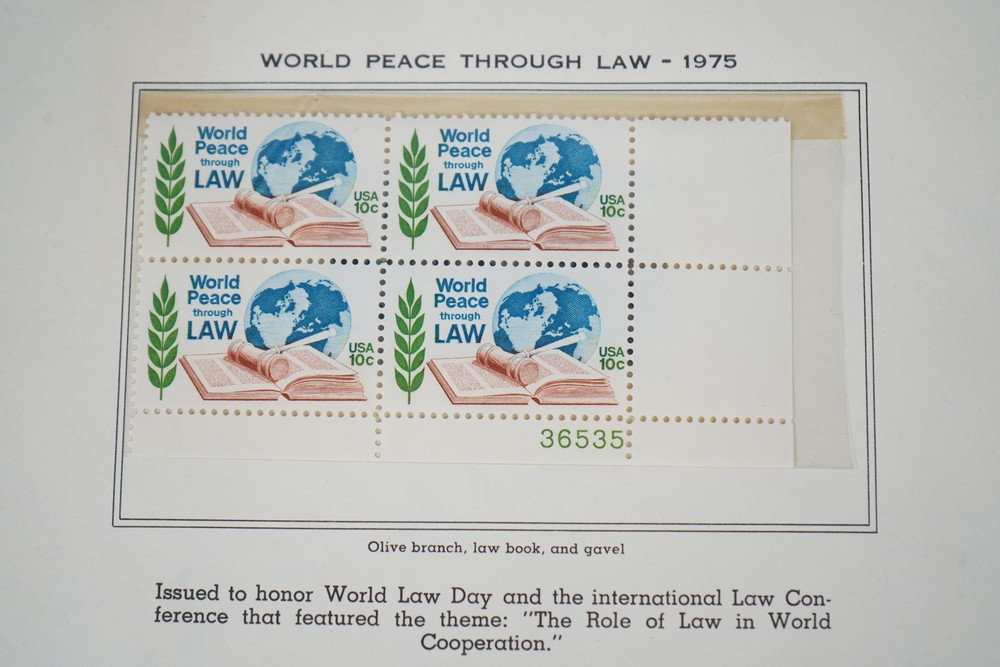 WORLD PEACE THROUGH LAW - 1975
World
Peace
through
LAW
USA
10c
World
Peace
through
LAW
USA
10c
World
Peace
through
LAW
USA
10c
World
Peace
through
LAW
USA
10c
36535
Olive branch, law book, and gavel
Issued to honor World Law Day and the international Law Con-
ference that featured the theme: "The Role of Law in World
Cooperation."